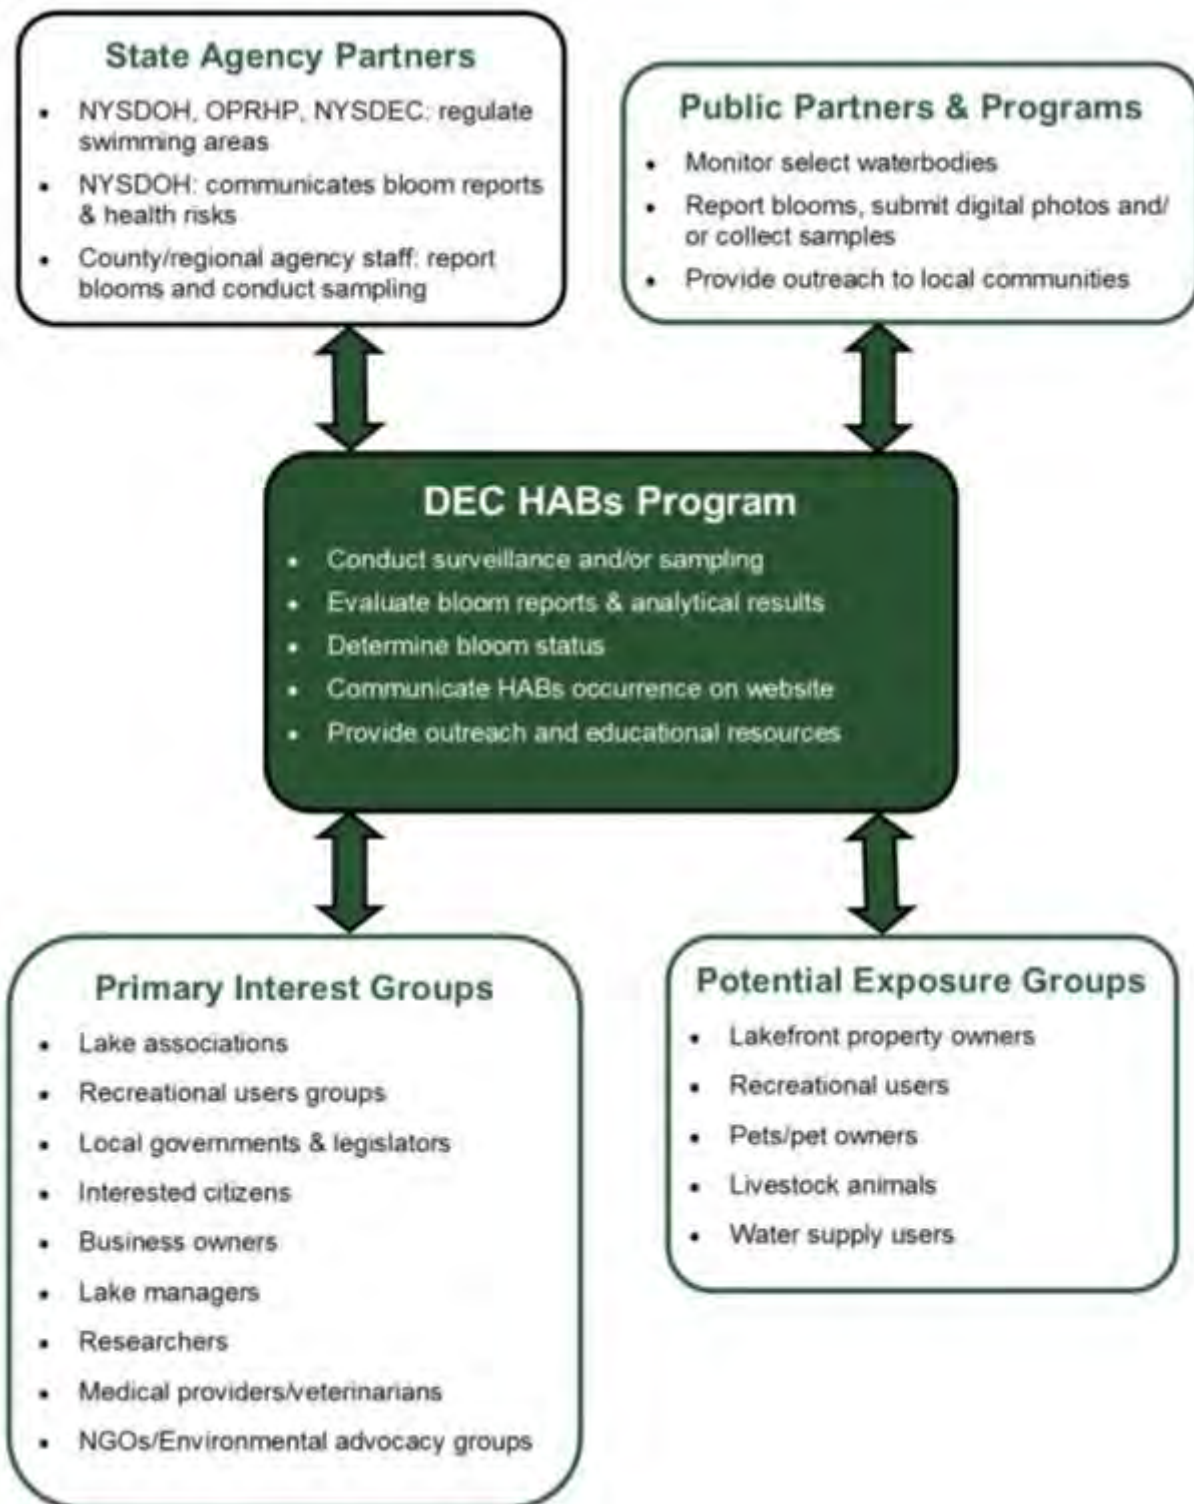 State Agency Partners
• NYSDOH, OPRHP, NYSDEC: regulate
swimming areas
• NYSDOH: communicates bloom reports
& health risks
• County/regional agency staff: report
blooms and conduct sampling
Public Partners & Programs
• Monitor select waterbodies
• Report blooms, submit digital photos and/
or collect samples
• Provide outreach to local communities
DEC HABs Program
• Conduct surveillance and/or sampling
• Evaluate bloom reports & analytical results
• Determine bloom status
• Communicate HABs occurrence on website
• Provide outreach and educational resources
Primary Interest Groups
• Lake associations
• Recreational users groups
• Local governments & legislators
• Interested citizens
• Business owners
• Lake managers
• Researchers
• Medical providers/veterinarians
• NGOs/Environmental advocacy groups
Potential Exposure Groups
• Lakefront property owners
• Recreational users
• Pets/pet owners
• Livestock animals
• Water supply users